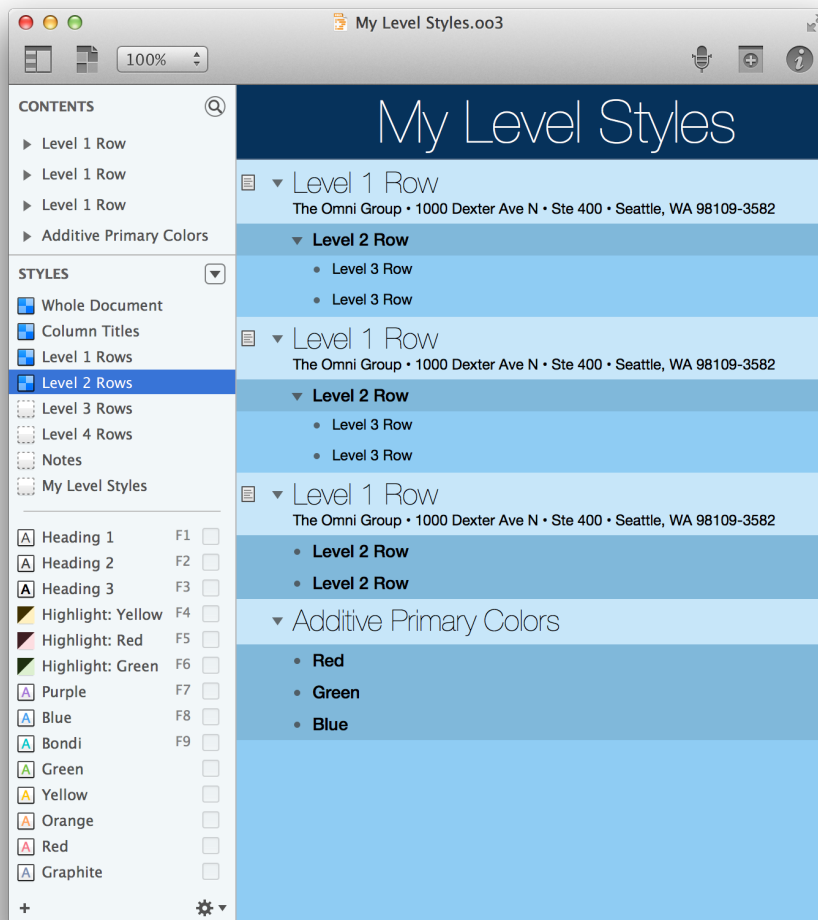 My Level Styles.oo3
100%
CONTENTS
Level 1 Row
Level 1 Row
Level 1 Row
Additive Primary Colors
STYLES
Whole Document
Column Titles
Level 1 Rows
Level 2 Rows
Level 3 Rows
Level 4 Rows
Notes
My Level Styles
A Heading 1 F1
A Heading 2 F2
A Heading 3 F3
Highlight: Yellow F4
Highlight: Red F5
Highlight: Green F6
A Purple F7
A Blue F8
A Bondi F9
A Green
A Yellow
A Orange
A Red
A Graphite
My Level Styles
Level 1 Row
The Omni Group • 1000 Dexter Ave N • Ste 400 • Seattle, WA 98109-3582
Level 2 Row
• Level 3 Row
• Level 3 Row
Level 1 Row
The Omni Group • 1000 Dexter Ave N • Ste 400 • Seattle, WA 98109-3582
Level 2 Row
• Level 3 Row
• Level 3 Row
Level 1 Row
The Omni Group • 1000 Dexter Ave N • Ste 400 • Seattle, WA 98109-3582
• Level 2 Row
• Level 2 Row
Additive Primary Colors
• Red
• Green
• Blue